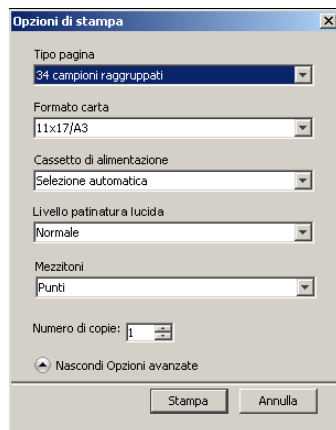 Opzioni di stampa
Tipo pagina
34 campioni raggruppati
Formato carta
11x17/A3
Cassetto di alimentazione
Selezione automatica
Livello patinatura lucida
Normale
Mezzitoni
Punti
Numero di copie: 1
Nascondi Opzioni avanzate
Stampa Annulla